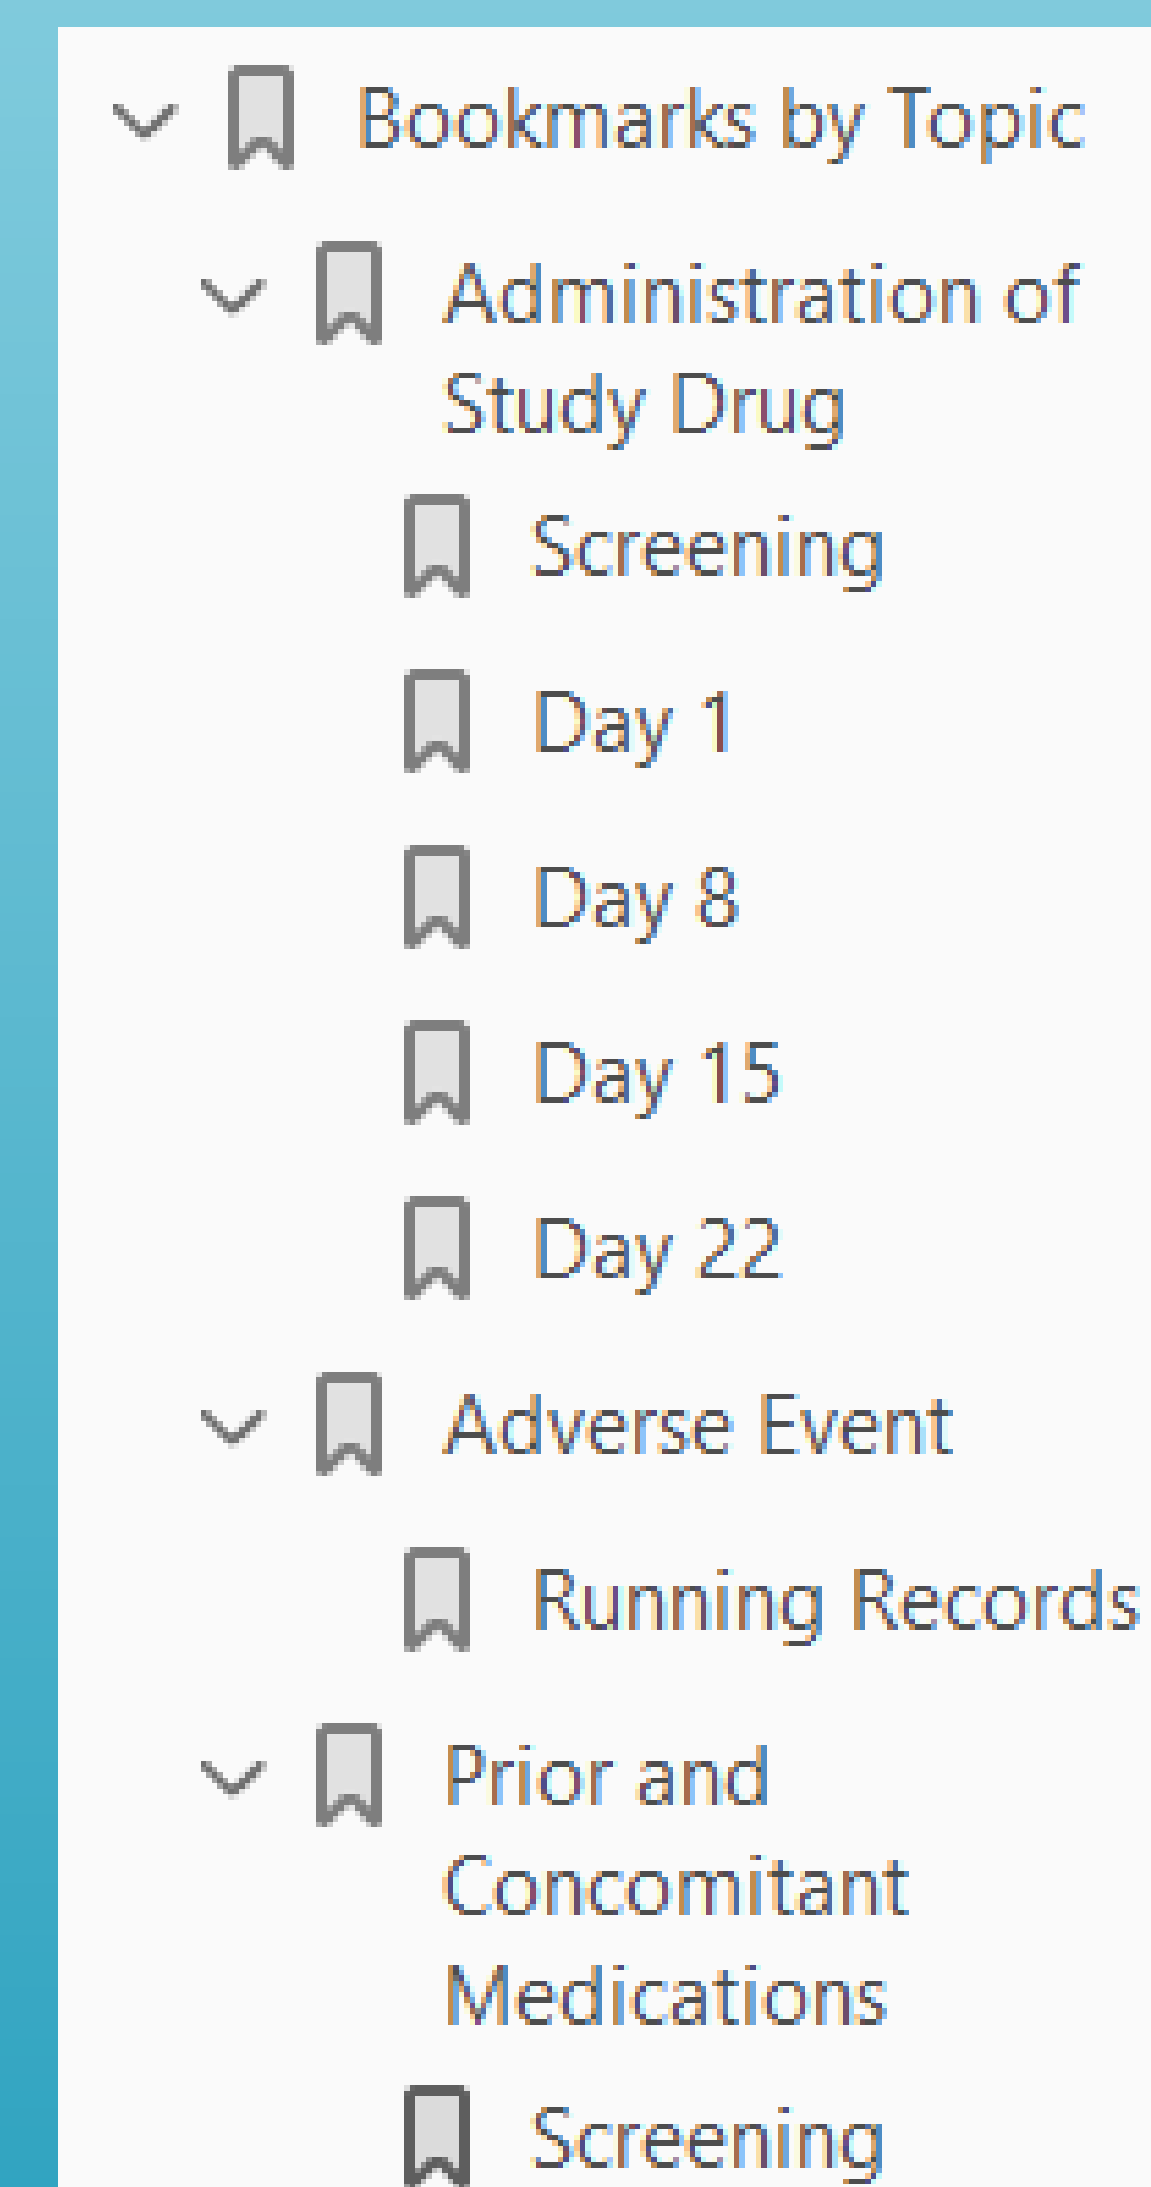 Bookmarks by Topic
Administration of
Study Drug
Screening
Day 1
Day 8
Day 15
Day 22
Adverse Event
Running Records
Prior and
Concomitant
Medications
Screening